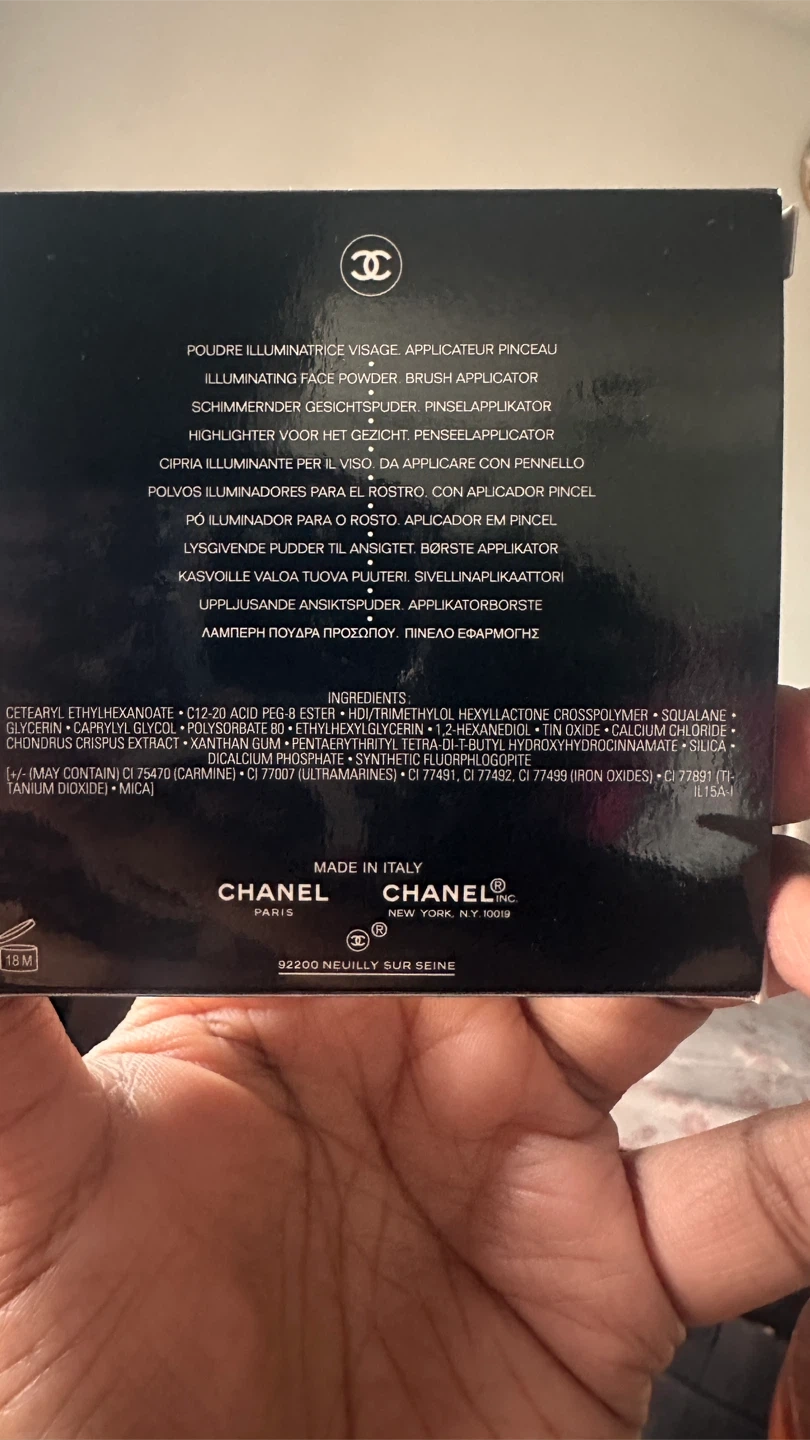 POUDRE ILLUMINATRICE VISAGE. APPLICATEUR PINCEAU
•
ILLUMINATING FACE POWDER. BRUSH APPLICATOR
•
SCHIMMERNDER GESICHTSPUDER. PINSELAPPLIKATOR
•
HIGHLIGHTER VOOR HET GEZICHT. PENSEELAPPLICATOR
•
CIPRIA ILLUMINANTE PER IL VISO. DA APPLICARE CON PENNELLO
•
POLVOS ILUMINADORES PARA EL ROSTRO. CON APLICADOR PINCEL
•
PÓ ILUMINADOR PARA O ROSTO. APLICADOR EM PINCEL
•
LYSGIVENDE PUDDER TIL ANSIGTET. BØRSTE APPLIKATOR
•
KASVOILLE VALOA TUOVA PUUTERI. SIVELLINAPLIKAATTORI
•
UPPLJUSANDE ANSIKTSPUDER. APPLIKATORBORSTE
•
ΛΑΜΠΕΡΗ ΠΟΥΔΡΑ ΠΡΟΣΩΠΟΥ. ΠΙΝΕΛΟ ΕΦΑΡΜΟΓΗΣ
INGREDIENTS:
CETEARYL ETHYLHEXANOATE • C12-20 ACID PEG-8 ESTER • HDI/TRIMETHYLOL HEXYLLACTONE CROSSPOLYMER • SQUALANE •
GLYCERIN • CAPRYLYL GLYCOL • POLYSORBATE 80 • ETHYLHEXYLGLYCERIN • 1,2-HEXANEDIOL • TIN OXIDE • CALCIUM CHLORIDE •
CHONDRUS CRISPUS EXTRACT • XANTHAN GUM • PENTAERYTHRITYL TETRA-DI-T-BUTYL HYDROXYHYDROCINNAMATE • SILICA •
DICALCIUM PHOSPHATE • SYNTHETIC FLUORPHLOGOPITE
[+/- (MAY CONTAIN) CI 75470 (CARMINE) • CI 77007 (ULTRAMARINES) • CI 77491, CI 77492, CI 77499 (IRON OXIDES) • CI 77891 (TI-
TANIUM DIOXIDE) • MICA]
IL15A-I
MADE IN ITALY
CHANEL CHANEL® INC.
PARIS NEW YORK, N.Y. 10019
®
18 M
92200 NEUILLY SUR SEINE